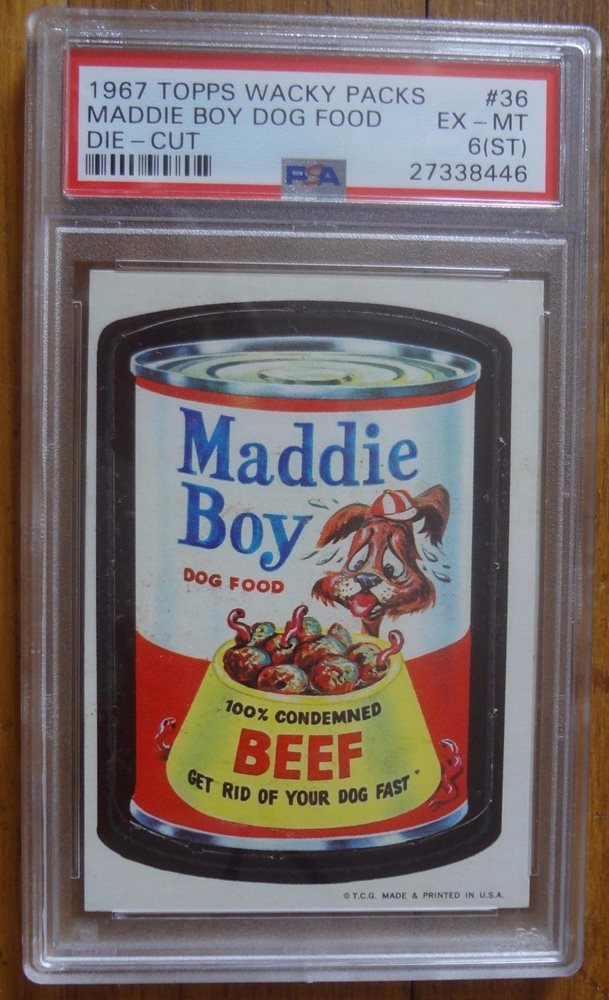 1967 TOPPS WACKY PACKS #36
MADDIE BOY DOG FOOD EX - MT
DIE - CUT 6(ST)
PSA 27338446
Maddie
Boy
DOG FOOD
100% CONDEMNED
BEEF
GET RID OF YOUR DOG FAST"
© T.C.G. MADE & PRINTED IN U.S.A.